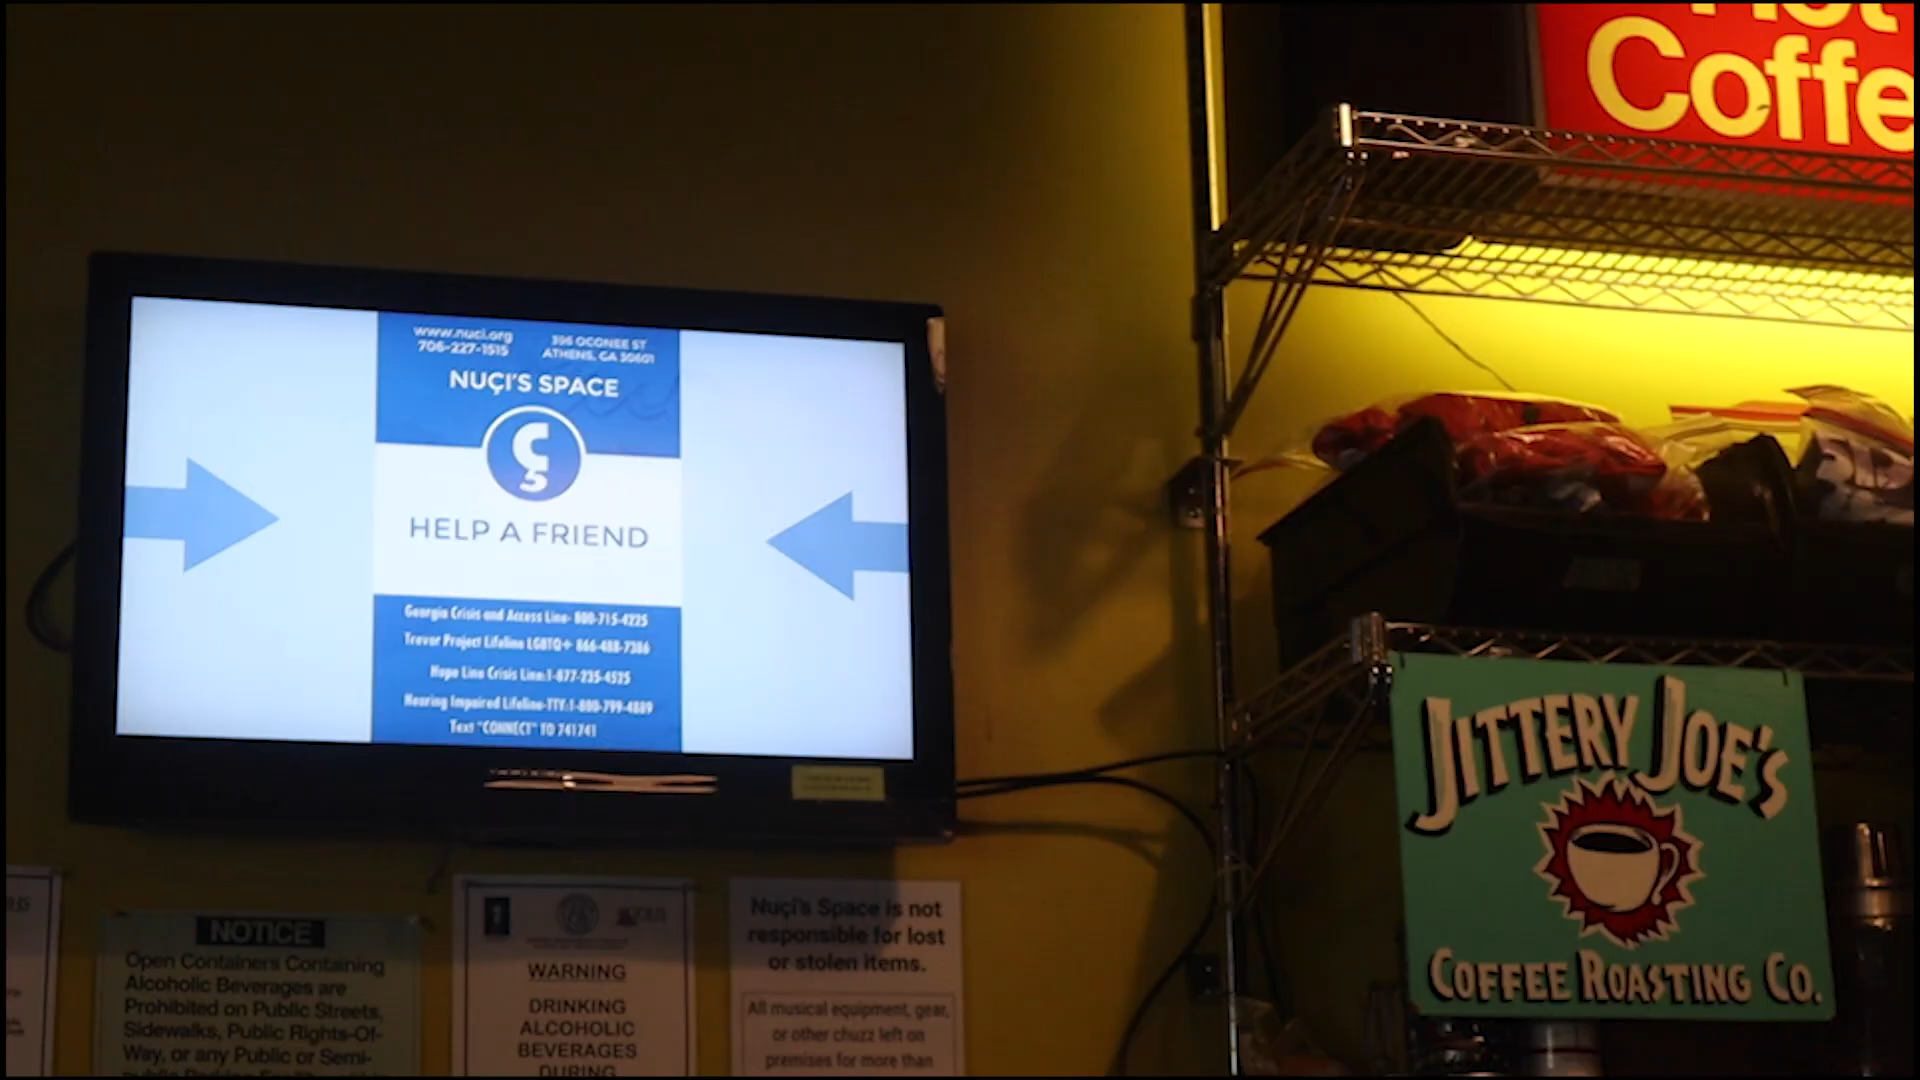 Coffe
www.nuci.org
706-227-1515
396 OCONEE ST
ATHENS, GA 30601
NUÇI'S SPACE
HELP A FRIEND
Georgia Crisis and Access Line- 800-715-4225
Trevor Project Lifeline LGBTQ+ 866-488-7386
Hope Line Crisis Line:1-877-235-4525
Hearing Impaired Lifeline-TTY:1-800-799-4889
Text "CONNECT" TO 741741
JITTERY JOE'S
COFFEE ROASTING CO.
NOTICE
Open Containers Containing
Alcoholic Beverages are
Prohibited on Public Streets,
Sidewalks, Public Rights-Of-
Way, or any Public or Semi-
WARNING
DRINKING
ALCOHOLIC
BEVERAGES
DURING
Nuçi's Space is not
responsible for lost
or stolen items.
All musical equipment, gear,
or other chuzz left on
premises for more than